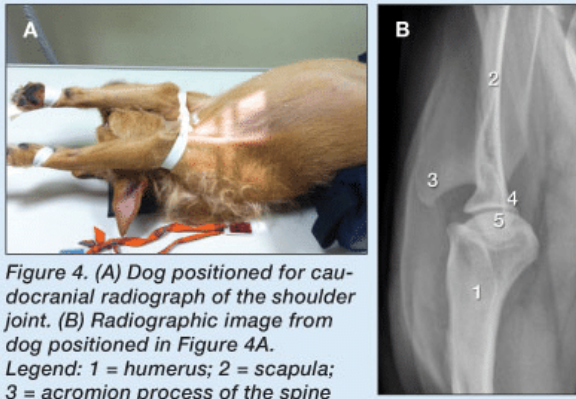 A
B
2
3
4
5
1
Figure 4. (A) Dog positioned for cau-
docranial radiograph of the shoulder
joint. (B) Radiographic image from
dog positioned in Figure 4A.
Legend: 1 = humerus; 2 = scapula;
3 = acromion process of the spine